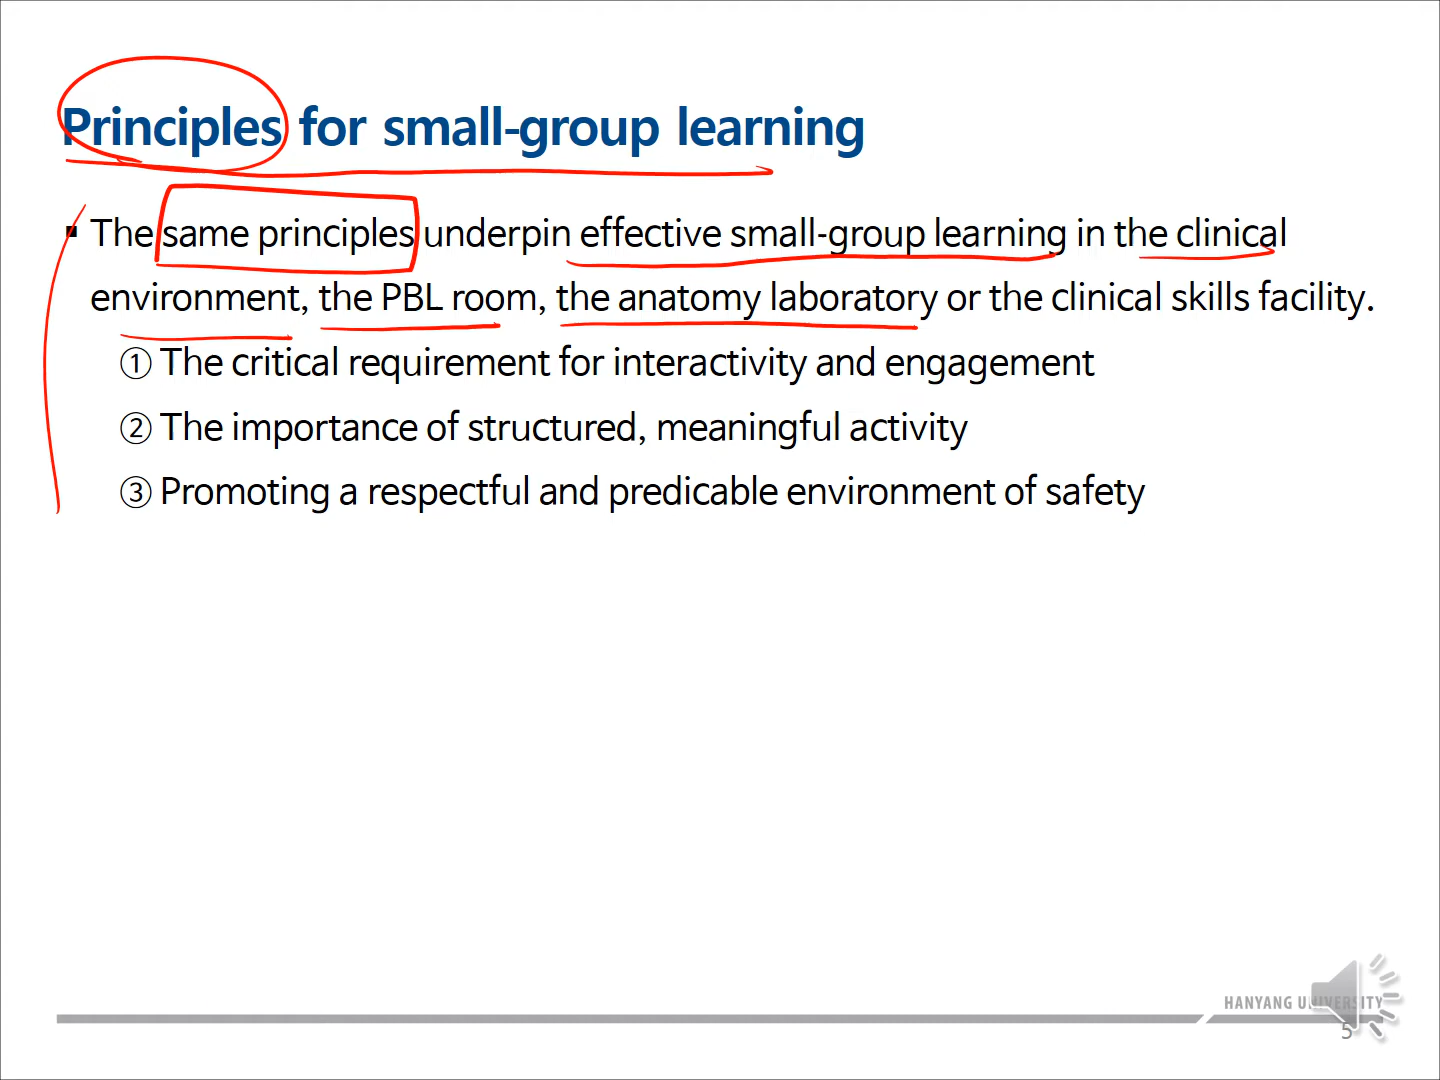 Principles for small-group learning
▪ The same principles underpin effective small-group learning in the clinical
environment, the PBL room, the anatomy laboratory or the clinical skills facility.
① The critical requirement for interactivity and engagement
② The importance of structured, meaningful activity
③ Promoting a respectful and predicable environment of safety
HANYANG UNIVERSITY
5